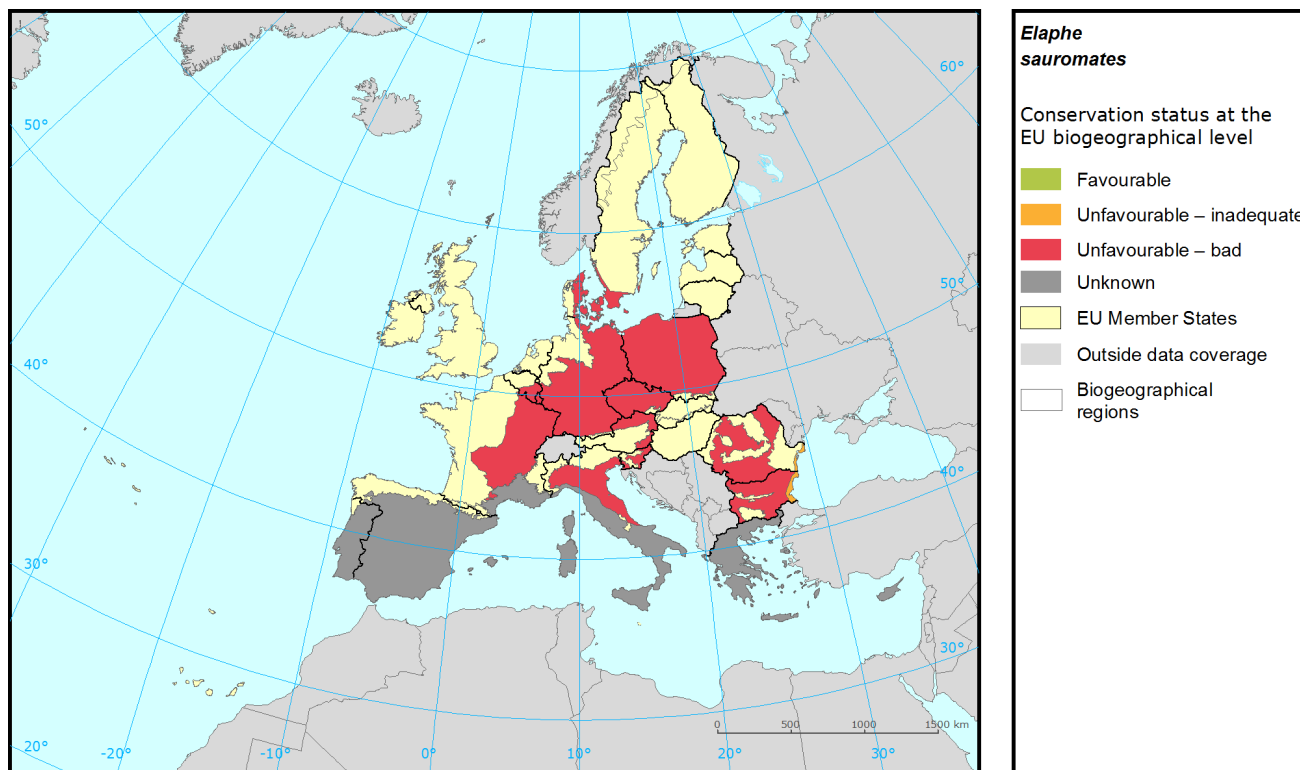 Elaphe
sauromates
Conservation status at the
EU biogeographical level
Favourable
Unfavourable – inadequate
Unfavourable – bad
Unknown
EU Member States
Outside data coverage
Biogeographical
regions
60°
50°
50°
40°
40°
30°
30°
0 500 1000 1500 km
20° -20° -10° 0° 10° 20° 30°